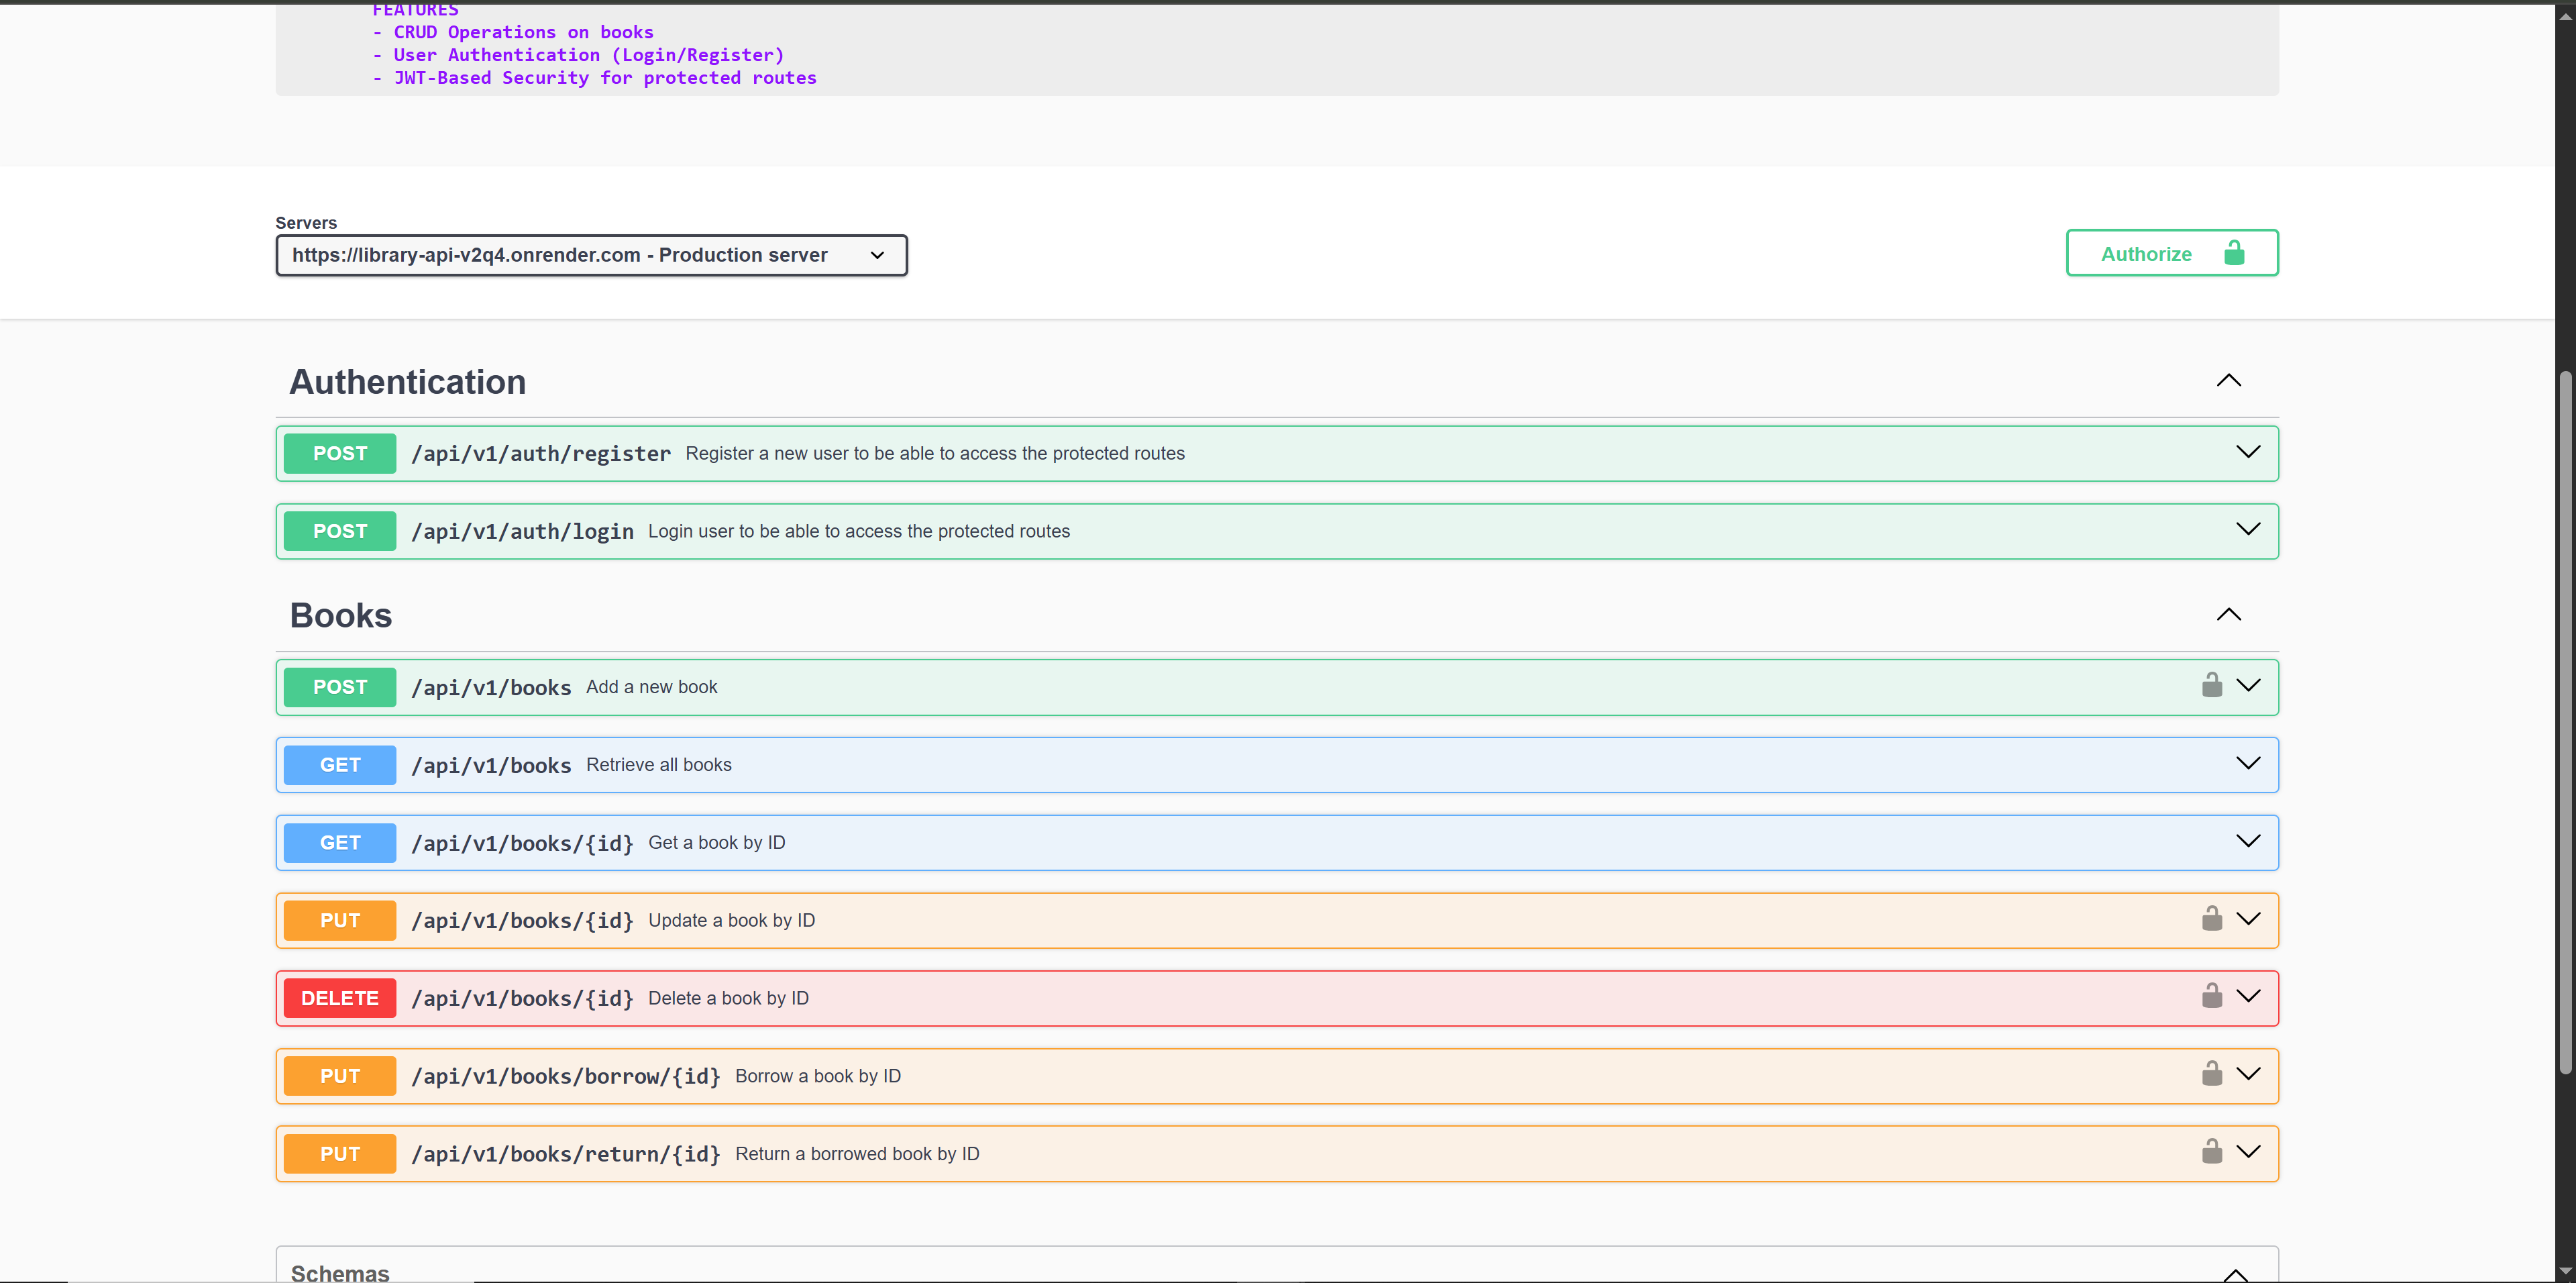 FEATURES
- CRUD Operations on books
- User Authentication (Login/Register)
- JWT-Based Security for protected routes
Servers
https://library-api-v2q4.onrender.com - Production server
Authorize
Authentication
POST /api/v1/auth/register Register a new user to be able to access the protected routes
POST /api/v1/auth/login Login user to be able to access the protected routes
Books
POST /api/v1/books Add a new book
GET /api/v1/books Retrieve all books
GET /api/v1/books/{id} Get a book by ID
PUT /api/v1/books/{id} Update a book by ID
DELETE /api/v1/books/{id} Delete a book by ID
PUT /api/v1/books/borrow/{id} Borrow a book by ID
PUT /api/v1/books/return/{id} Return a borrowed book by ID
Schemas